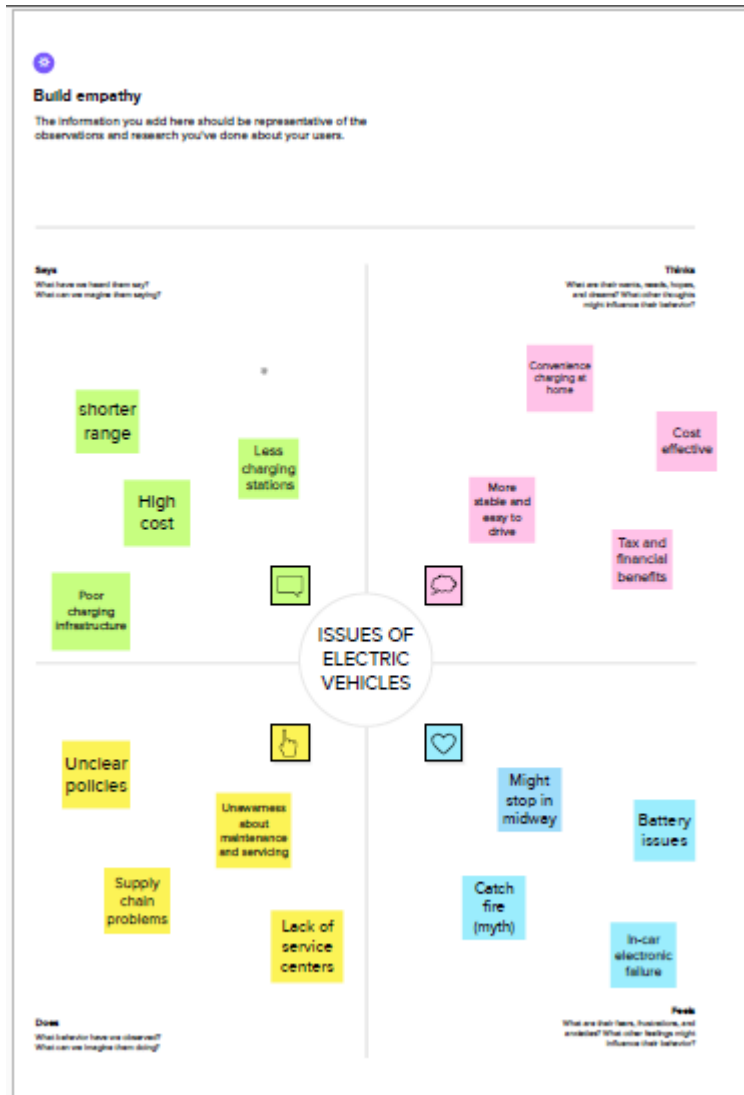 Build empathy
The information you add here should be representative of the
observations and research you've done about your users.
Says
What have we heard them say?
What can we imagine them saying?
Thinks
What are their wants, needs, hopes,
and dreams? What other thoughts
might influence their behavior?
shorter
range
Less
charging
stations
High
cost
Poor
charging
infrastructure
Convenience
charging at
home
Cost
effective
More
stable and
easy to
drive
Tax and
financial
benefits
ISSUES OF
ELECTRIC
VEHICLES
Unclear
policies
Unawarness
about
maintenance
and servicing
Supply
chain
problems
Lack of
service
centers
Might
stop in
midway
Battery
issues
Catch
fire
(myth)
In-car
electronic
failure
Does
What behavior have we observed?
What can we imagine them doing?
Feels
What are their fears, frustrations, and
anxieties? What other feelings might
influence their behavior?